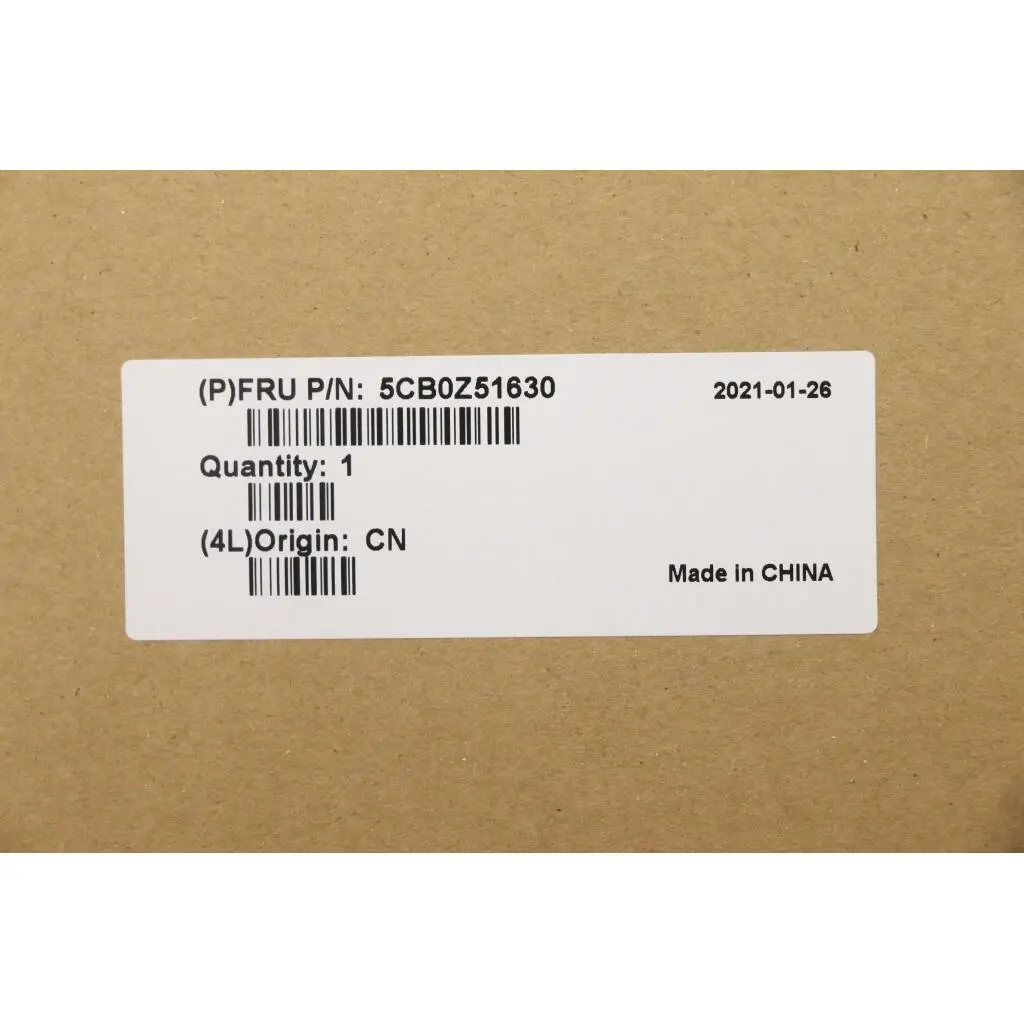 (P)FRU P/N: 5CB0Z51630
2021-01-26
Quantity: 1
(4L)Origin: CN
Made in CHINA